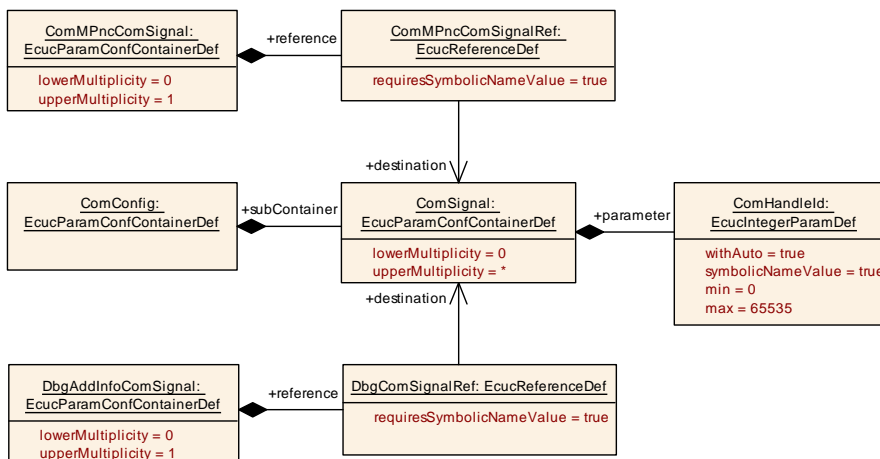 ComMPncComSignal:
EcucParamConfContainerDef
lowerMultiplicity = 0
upperMultiplicity = 1
+reference
ComMPncComSignalRef:
EcucReferenceDef
requiresSymbolicNameValue = true
+destination
ComConfig:
EcucParamConfContainerDef
+subContainer
ComSignal:
EcucParamConfContainerDef
lowerMultiplicity = 0
upperMultiplicity = *
+parameter
ComHandleId:
EcucIntegerParamDef
withAuto = true
symbolicNameValue = true
min = 0
max = 65535
+destination
DbgAddInfoComSignal:
EcucParamConfContainerDef
lowerMultiplicity = 0
upperMultiplicity = 1
+reference
DbgComSignalRef: EcucReferenceDef
requiresSymbolicNameValue = true